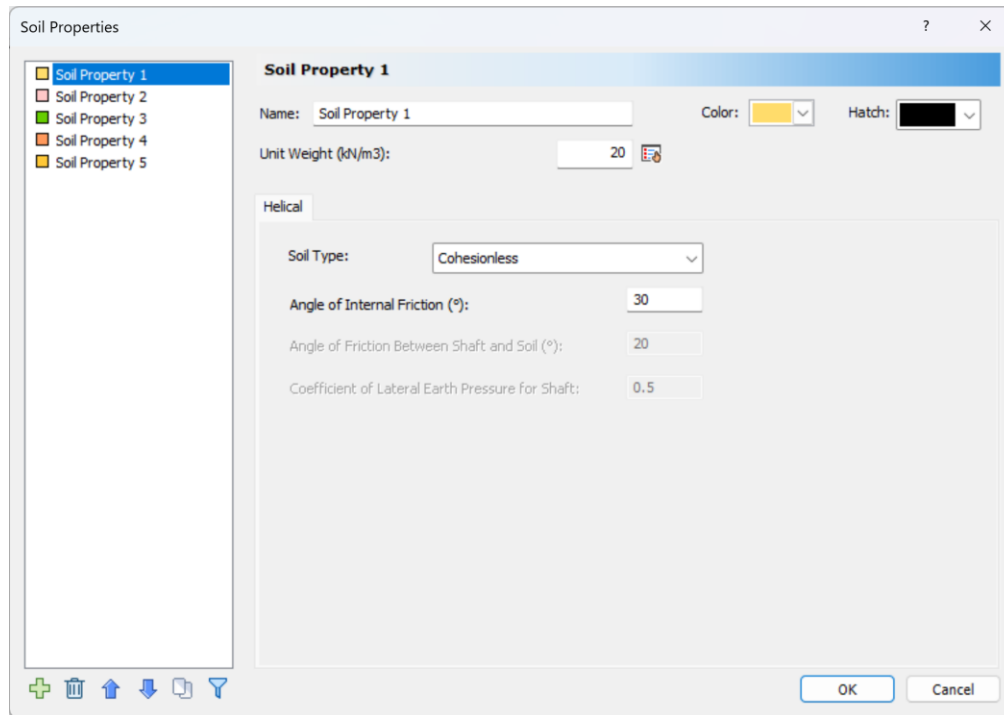 Soil Properties
?
Soil Property 1
Soil Property 2
Soil Property 3
Soil Property 4
Soil Property 5
Soil Property 1
Name: Soil Property 1 Color: Hatch:
Unit Weight (kN/m3): 20
Helical
Soil Type: Cohesionless
Angle of Internal Friction (°): 30
Angle of Friction Between Shaft and Soil (°): 20
Coefficient of Lateral Earth Pressure for Shaft: 0.5
OK Cancel